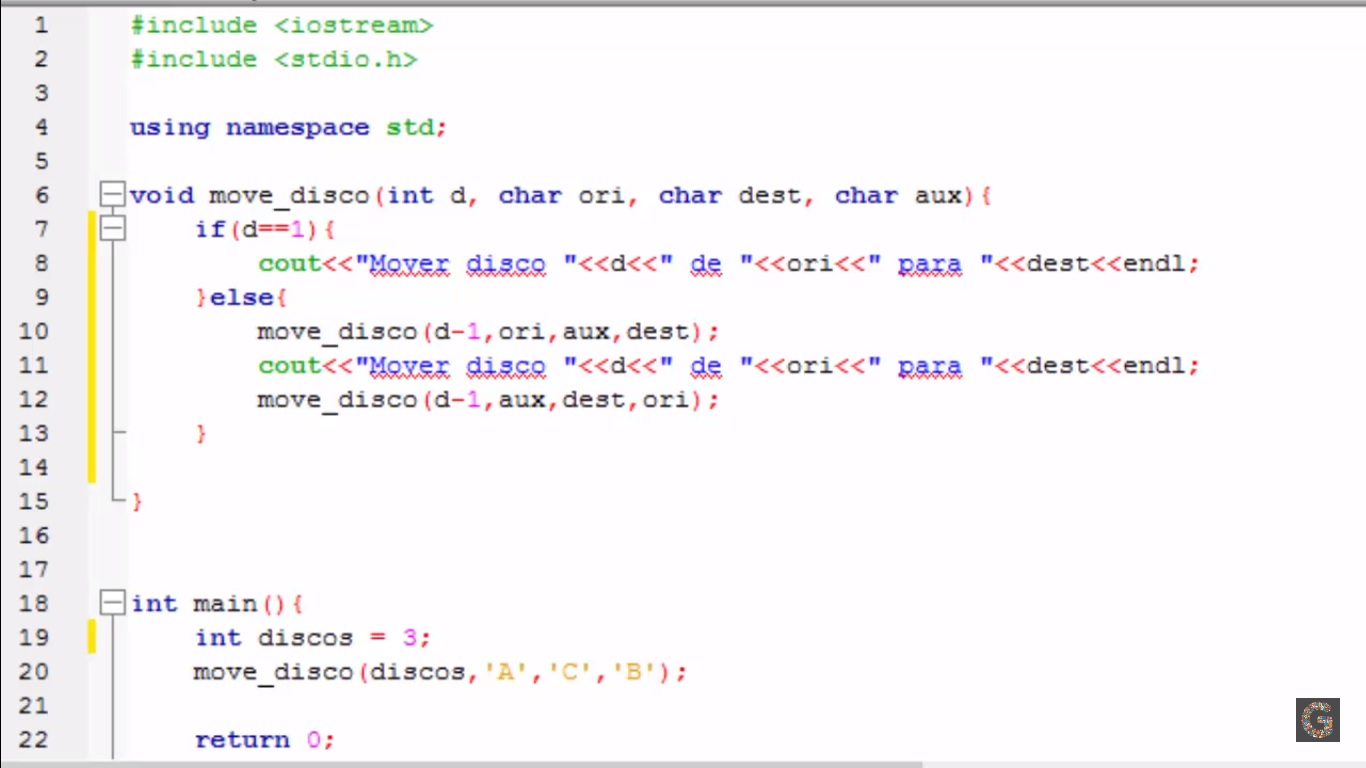 1 #include <iostream>
2 #include <stdio.h>
3
4 using namespace std;
5
6 void move_disco(int d, char ori, char dest, char aux){
7     if(d==1){
8         cout<<"Mover disco "<<d<<" de "<<ori<<" para "<<dest<<endl;
9     }else{
10         move_disco(d-1,ori,aux,dest);
11         cout<<"Mover disco "<<d<<" de "<<ori<<" para "<<dest<<endl;
12         move_disco(d-1,aux,dest,ori);
13     }
14
15 }
16
17
18 int main(){
19     int discos = 3;
20     move_disco(discos,'A','C','B');
21
22     return 0;
G